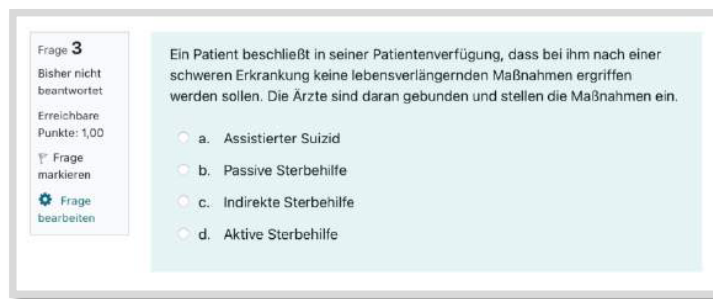 Frage 3
Bisher nicht
beantwortet
Erreichbare
Punkte: 1,00
Frage
markieren
Frage
bearbeiten
Ein Patient beschließt in seiner Patientenverfügung, dass bei ihm nach einer
schweren Erkrankung keine lebensverlängernden Maßnahmen ergriffen
werden sollen. Die Ärzte sind daran gebunden und stellen die Maßnahmen ein.
a. Assistierter Suizid
b. Passive Sterbehilfe
c. Indirekte Sterbehilfe
d. Aktive Sterbehilfe